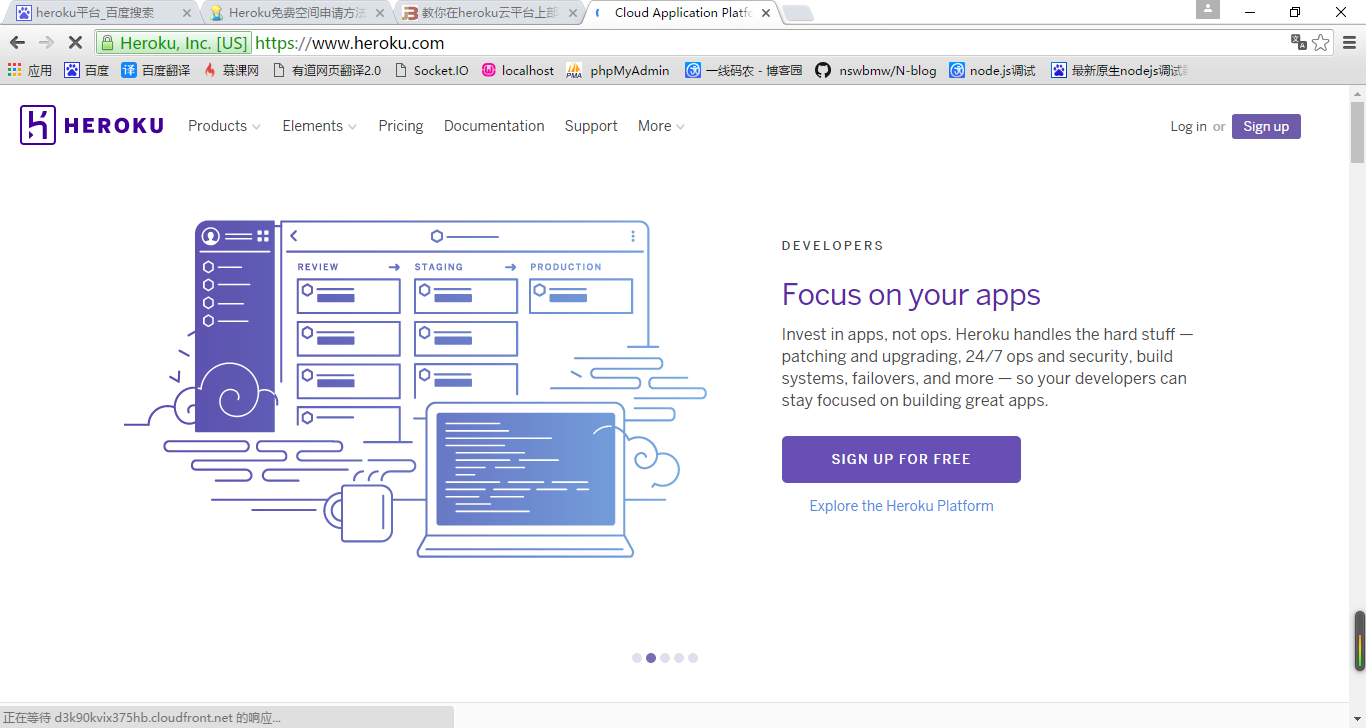 heroku平台_百度搜索
Heroku免费空间申请方法
教你在heroku云平台上部
Cloud Application Platfo
Heroku, Inc. [US] https://www.heroku.com
应用 百度 百度翻译 慕课网 有道网页翻译2.0 Socket.IO localhost phpMyAdmin 一线码农 - 博客园 nswbmw/N-blog node.js调试 最新原生nodejs调试
HEROKU Products Elements Pricing Documentation Support More Log in or Sign up
REVIEW STAGING PRODUCTION
DEVELOPERS
Focus on your apps
Invest in apps, not ops. Heroku handles the hard stuff —
patching and upgrading, 24/7 ops and security, build
systems, failovers, and more — so your developers can
stay focused on building great apps.
SIGN UP FOR FREE
Explore the Heroku Platform
正在等待 d3k90kvix375hb.cloudfront.net 的响应...